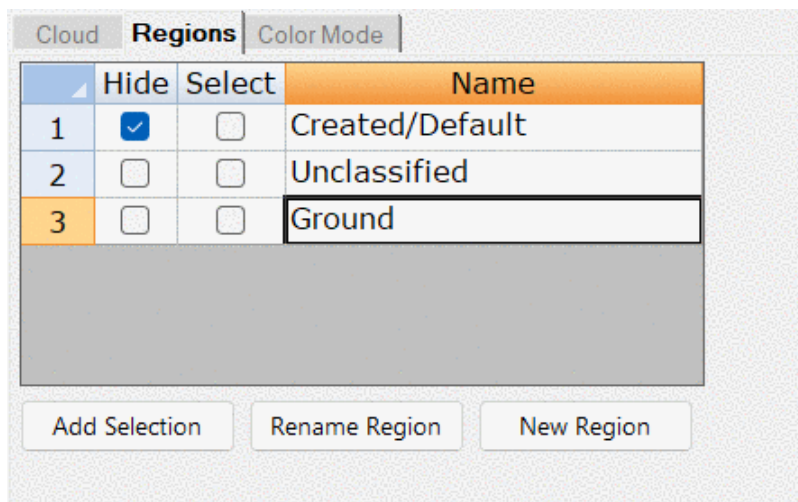 Cloud Regions Color Mode
Hide Select Name
1 Created/Default
2 Unclassified
3 Ground
Add Selection Rename Region New Region